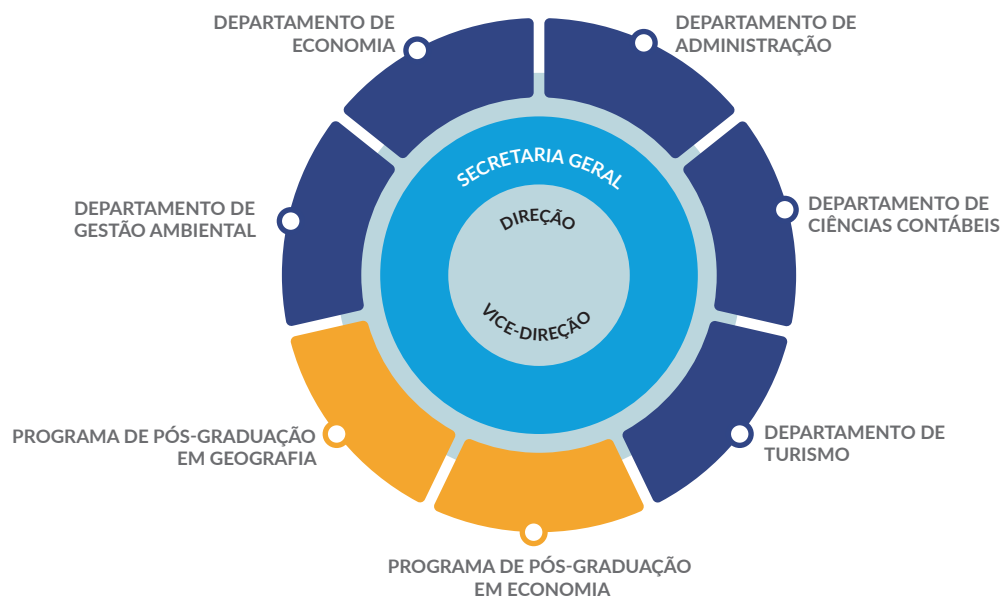 DEPARTAMENTO DE
ECONOMIA
DEPARTAMENTO DE
ADMINISTRAÇÃO
SECRETARIA GERAL
DIREÇÃO
VICE-DIREÇÃO
DEPARTAMENTO DE
GESTÃO AMBIENTAL
DEPARTAMENTO DE
CIÊNCIAS CONTÁBEIS
PROGRAMA DE PÓS-GRADUAÇÃO
EM GEOGRAFIA
DEPARTAMENTO DE
TURISMO
PROGRAMA DE PÓS-GRADUAÇÃO
EM ECONOMIA